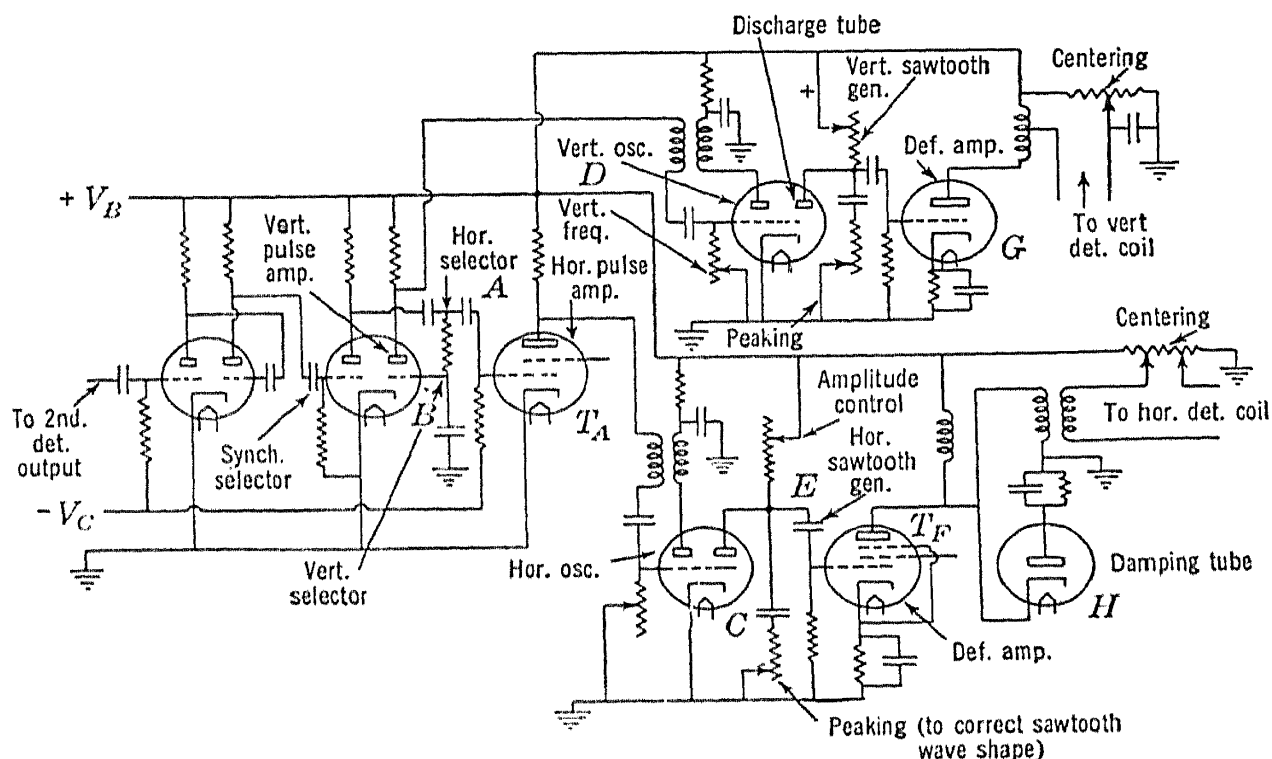 Discharge tube
Vert. sawtooth
gen.
Centering
+
Vert. osc.
D
Def. amp.
+ V_B
Vert.
pulse
amp.
Hor.
selector
A
Vert.
freq.
Hor. pulse
amp.
G
To vert
det. coil
Peaking
Centering
To 2nd.
det.
output
Synch.
selector
B
T_A
Amplitude
control
Hor.
sawtooth
gen.
To hor. det. coil
E
- V_C
T_F
Vert.
selector
Hor. osc.
C
Damping tube
H
Def. amp.
Peaking (to correct sawtooth
wave shape)